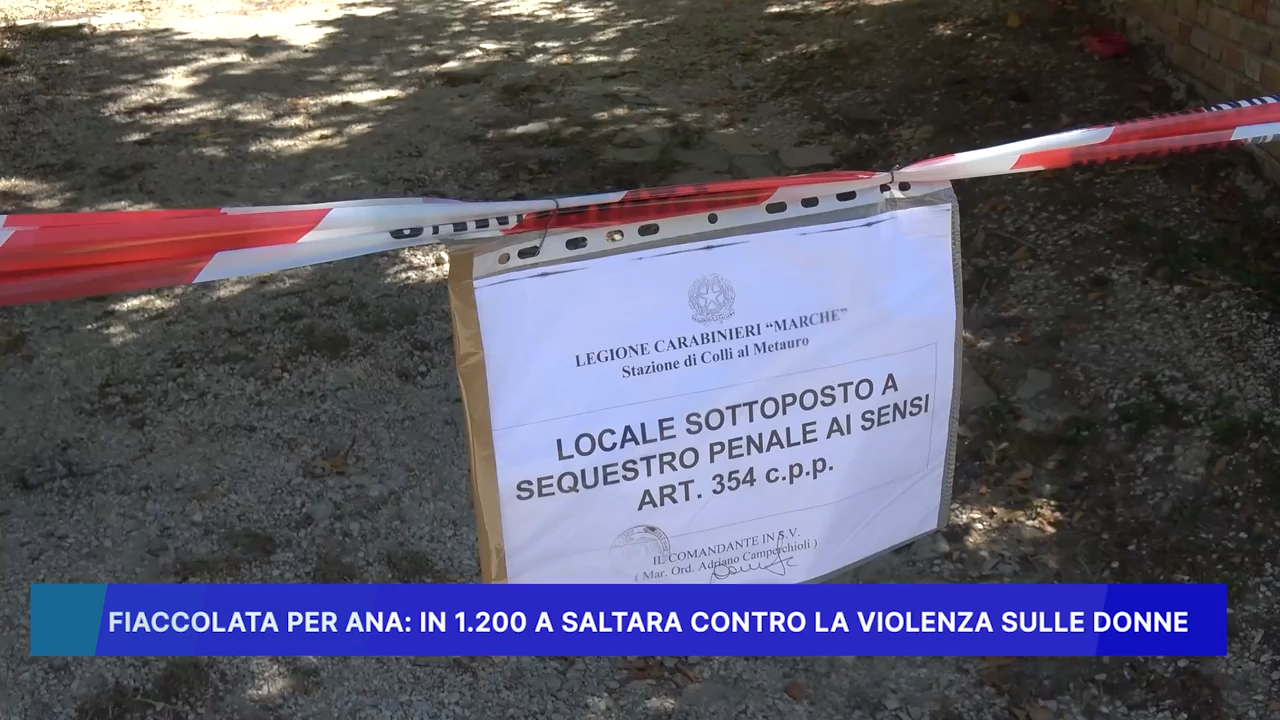 LEGIONE CARABINIERI “MARCHE”
Stazione di Colli al Metauro
LOCALE SOTTOPOSTO A
SEQUESTRO PENALE AI SENSI
ART. 354 c.p.p.
IL COMANDANTE IN S.V.
( Mar. Ord. Adriano Camperchioli )
FIACCOLATA PER ANA: IN 1.200 A SALTARA CONTRO LA VIOLENZA SULLE DONNE